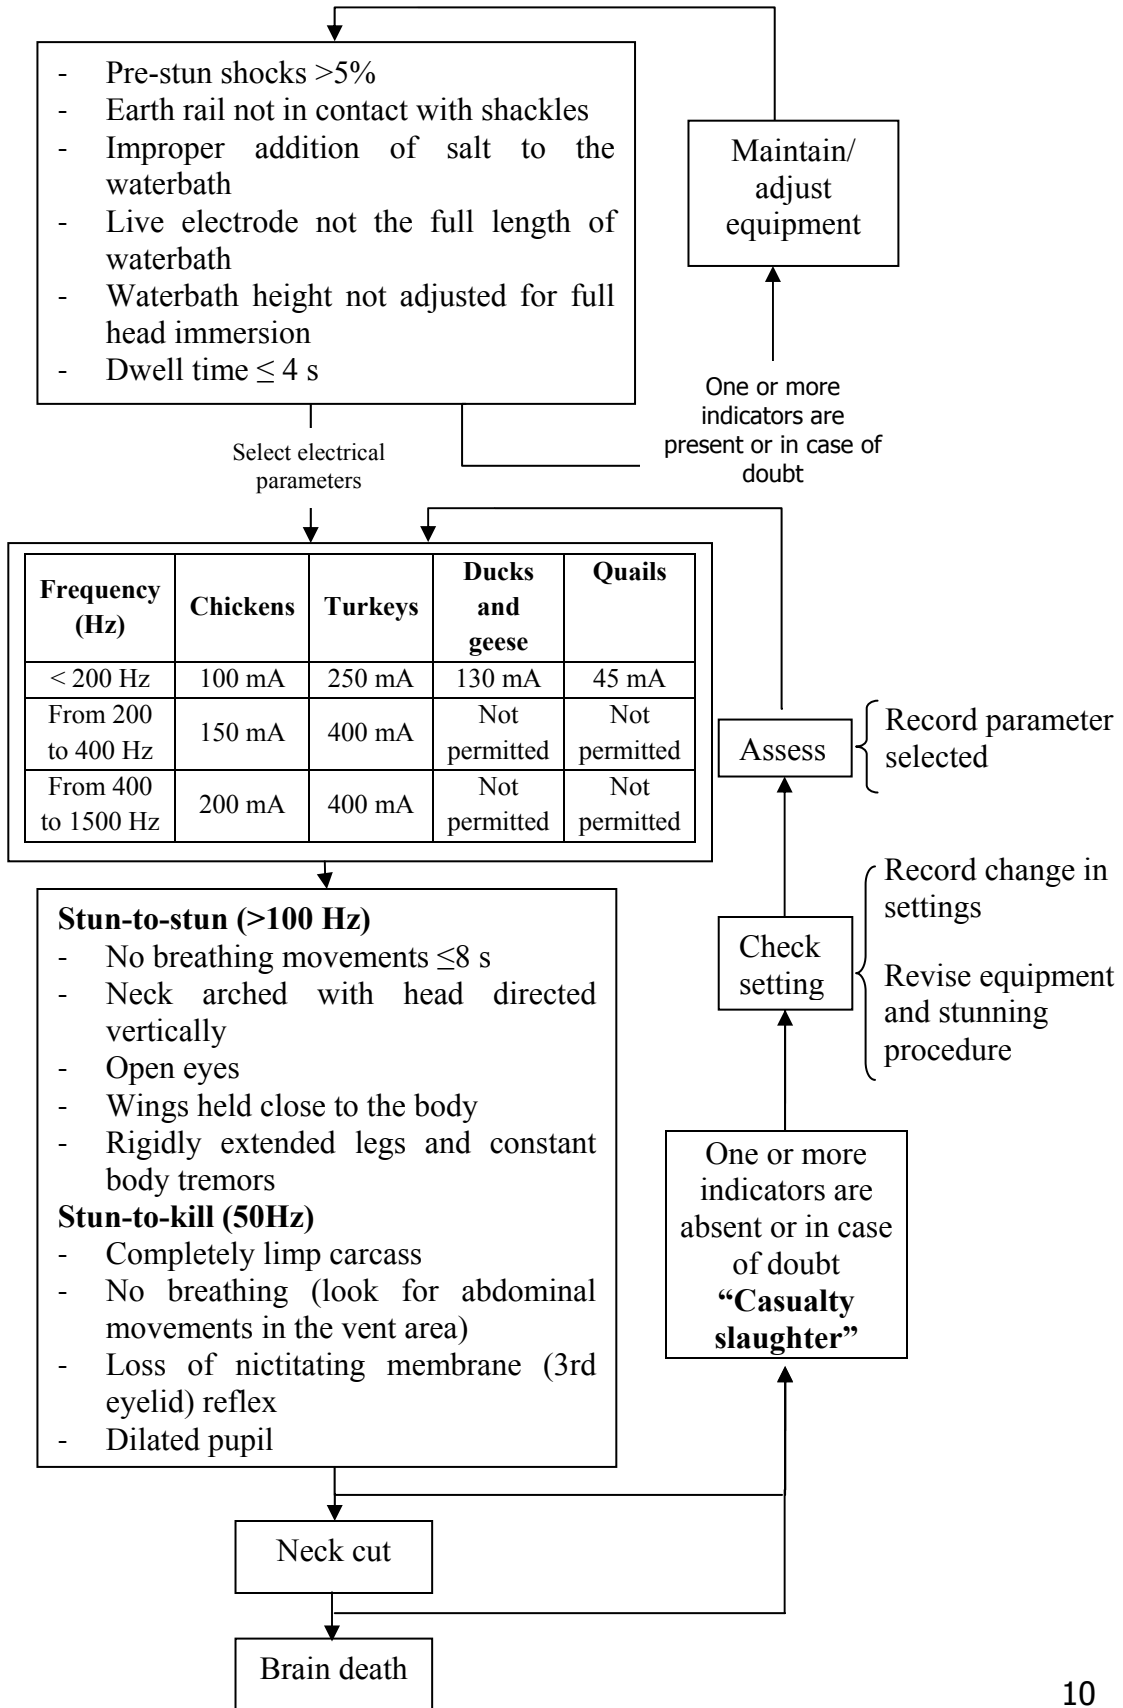 - Pre-stun shocks >5%
- Earth rail not in contact with shackles
- Improper addition of salt to the
waterbath
- Live electrode not the full length of
waterbath
- Waterbath height not adjusted for full
head immersion
- Dwell time ≤ 4 s
Maintain/
adjust
equipment
One or more
indicators are
present or in case of
doubt
Select electrical
parameters
Frequency
(Hz)
Chickens
Turkeys
Ducks
and
geese
Quails
< 200 Hz
100 mA
250 mA
130 mA
45 mA
From 200
to 400 Hz
150 mA
400 mA
Not
permitted
Not
permitted
From 400
to 1500 Hz
200 mA
400 mA
Not
permitted
Not
permitted
Assess
Record parameter
selected
Check
setting
Record change in
settings
Revise equipment
and stunning
procedure
Stun-to-stun (>100 Hz)
- No breathing movements ≤8 s
- Neck arched with head directed
vertically
- Open eyes
- Wings held close to the body
- Rigidly extended legs and constant
body tremors
Stun-to-kill (50Hz)
- Completely limp carcass
- No breathing (look for abdominal
movements in the vent area)
- Loss of nictitating membrane (3rd
eyelid) reflex
- Dilated pupil
One or more
indicators are
absent or in case
of doubt
“Casualty
slaughter”
Neck cut
Brain death
10